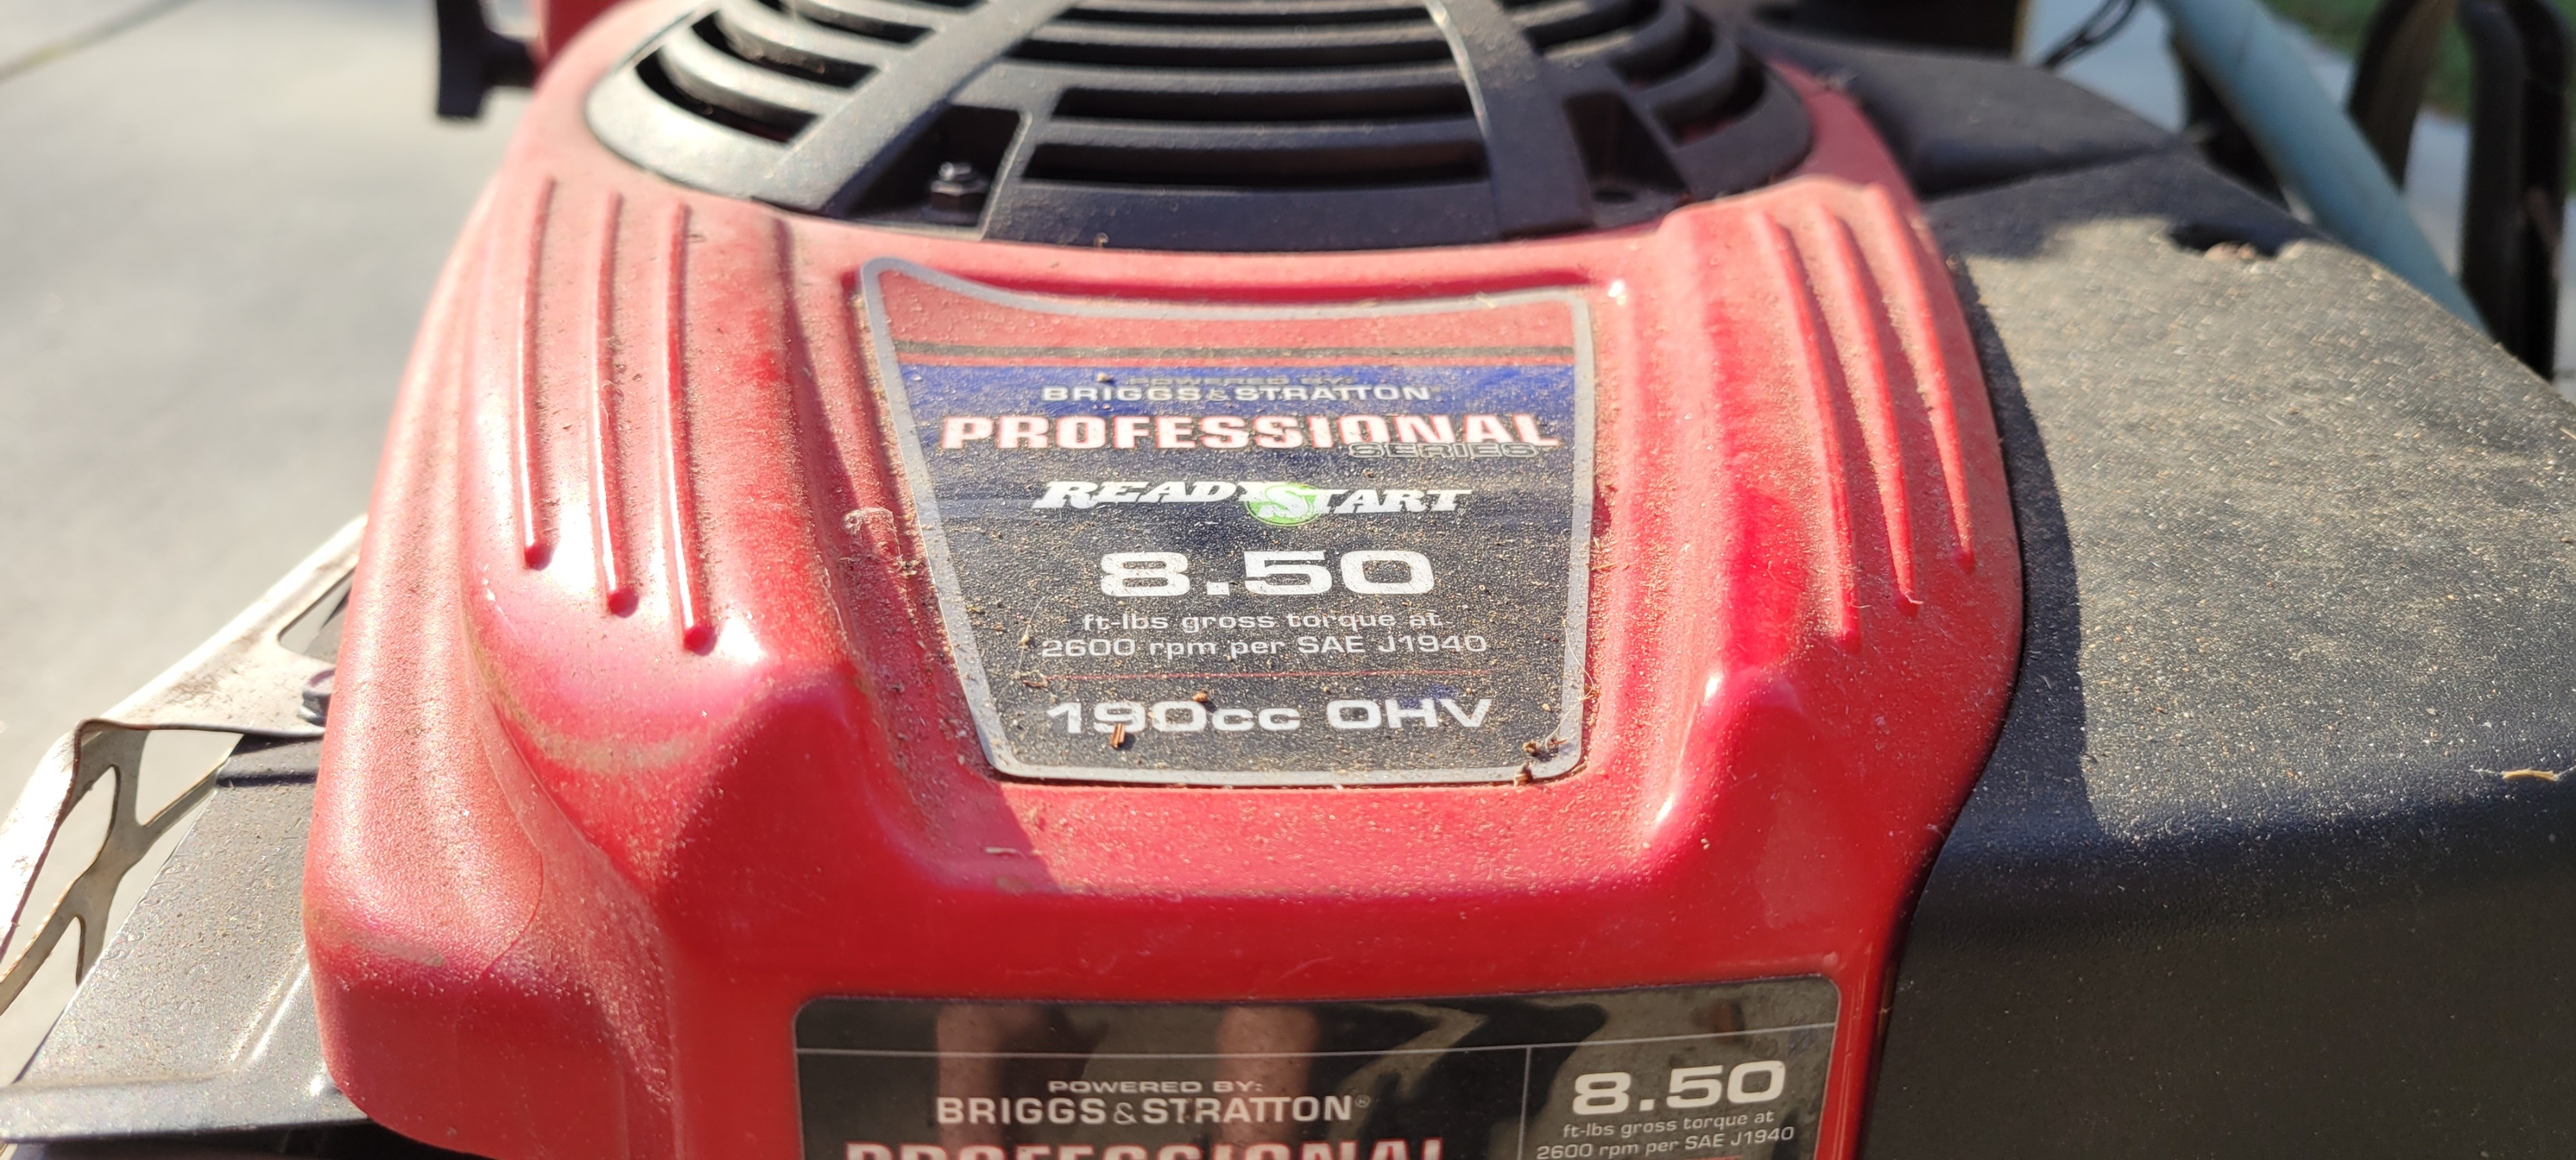 POWERED BY:
BRIGGS & STRATTON
PROFESSIONAL
SERIES
READY START
8.50
ft-lbs gross torque at
2600 rpm per SAE J1940
190cc OHV
POWERED BY:
BRIGGS & STRATTON®
PROFESSIONAL
8.50
ft-lbs gross torque at
2600 rpm per SAE J1940